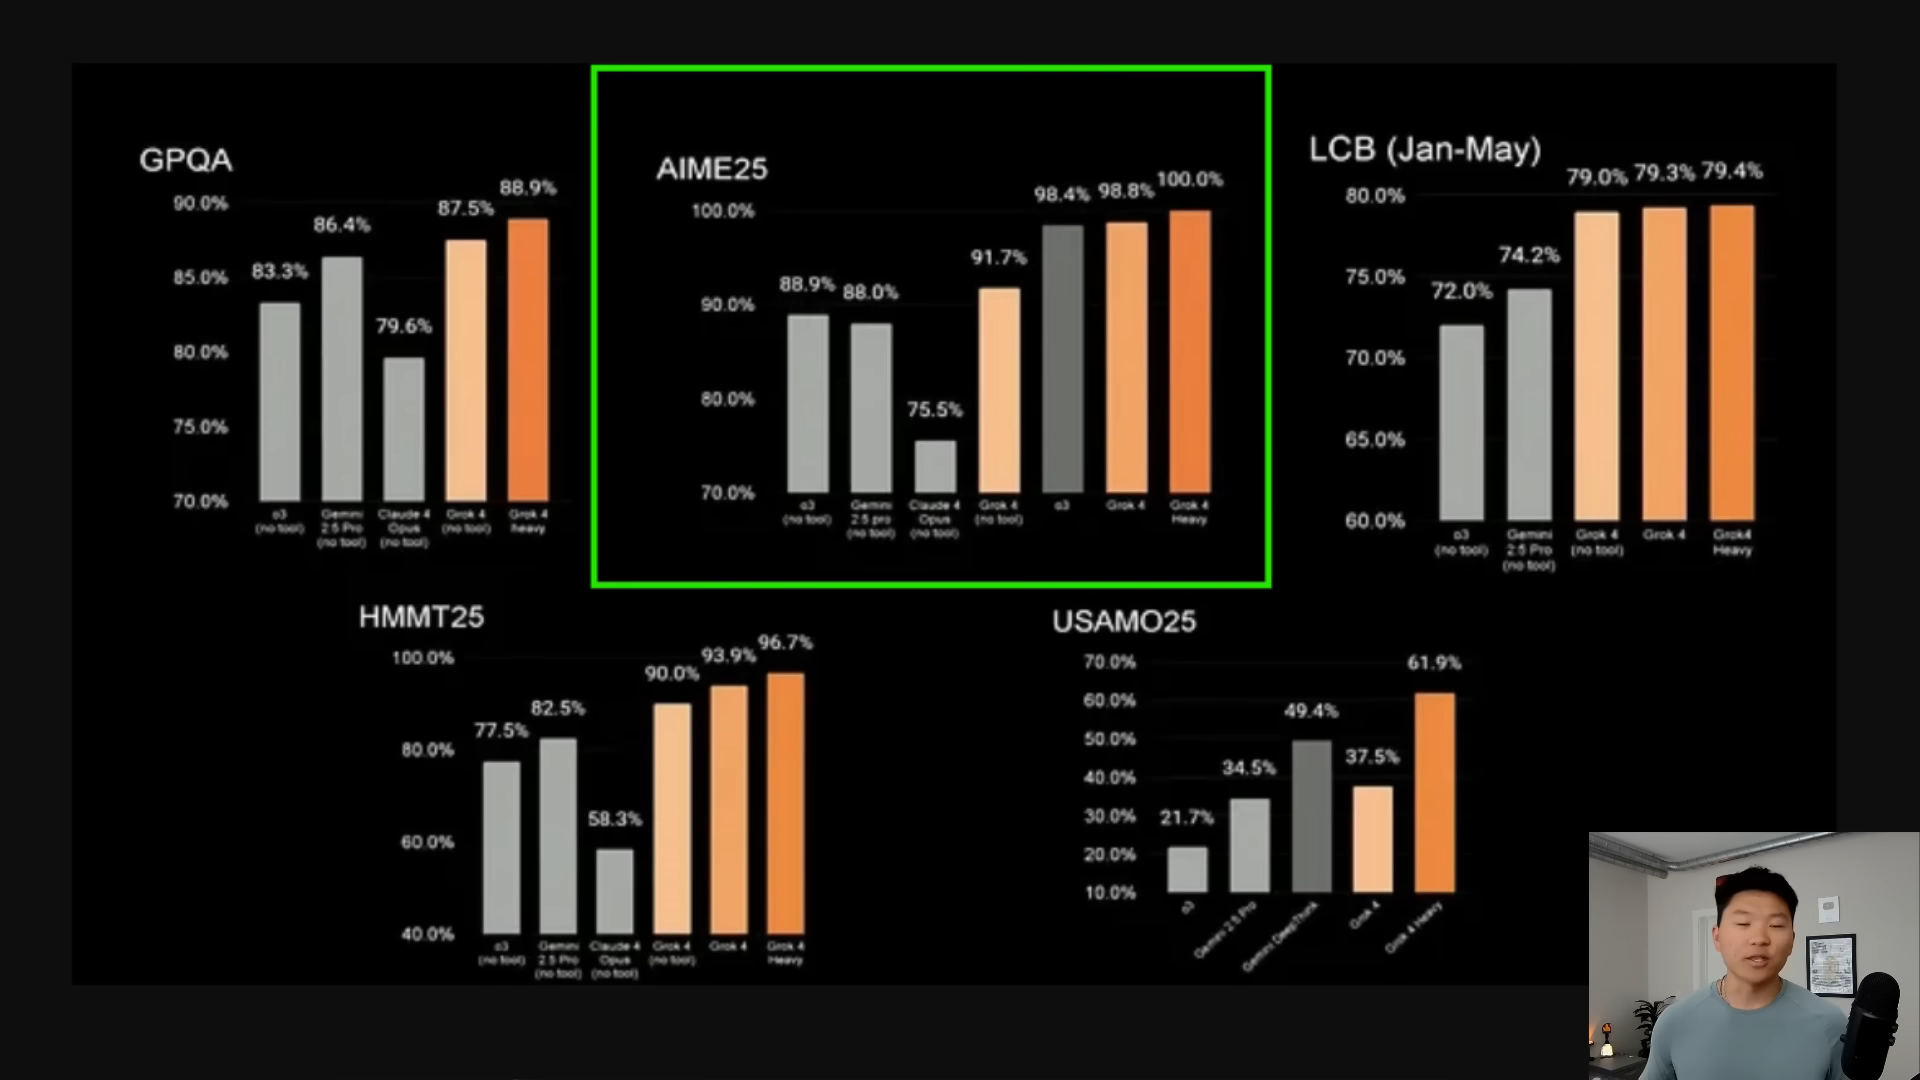 GPQA
90.0%
85.0%
80.0%
75.0%
70.0%
83.3%
86.4%
79.6%
87.5%
88.9%
o3
(no tool)
Gemini
2.5 Pro
(no tool)
Claude 4
Opus
(no tool)
Grok 4
(no tool)
Grok 4
heavy
AIME25
100.0%
90.0%
80.0%
70.0%
88.9%
88.0%
75.5%
91.7%
98.4%
98.8%
100.0%
o3
(no tool)
Gemini
2.5 pro
(no tool)
Claude 4
Opus
(no tool)
Grok 4
(no tool)
o3
Grok 4
Grok 4
Heavy
LCB (Jan-May)
80.0%
75.0%
70.0%
65.0%
60.0%
72.0%
74.2%
79.0%
79.3%
79.4%
o3
(no tool)
Gemini
2.5 Pro
(no tool)
Grok 4
(no tool)
Grok 4
Grok4
Heavy
HMMT25
100.0%
80.0%
60.0%
40.0%
77.5%
82.5%
58.3%
90.0%
93.9%
96.7%
o3
(no tool)
Gemini
2.5 Pro
(no tool)
Claude 4
Opus
(no tool)
Grok 4
(no tool)
Grok 4
Grok 4
Heavy
USAMO25
70.0%
60.0%
50.0%
40.0%
30.0%
20.0%
10.0%
21.7%
34.5%
49.4%
37.5%
61.9%
o3
Gemini 2.5 Pro
Gemini DeepThink
Grok 4
Grok 4 Heavy